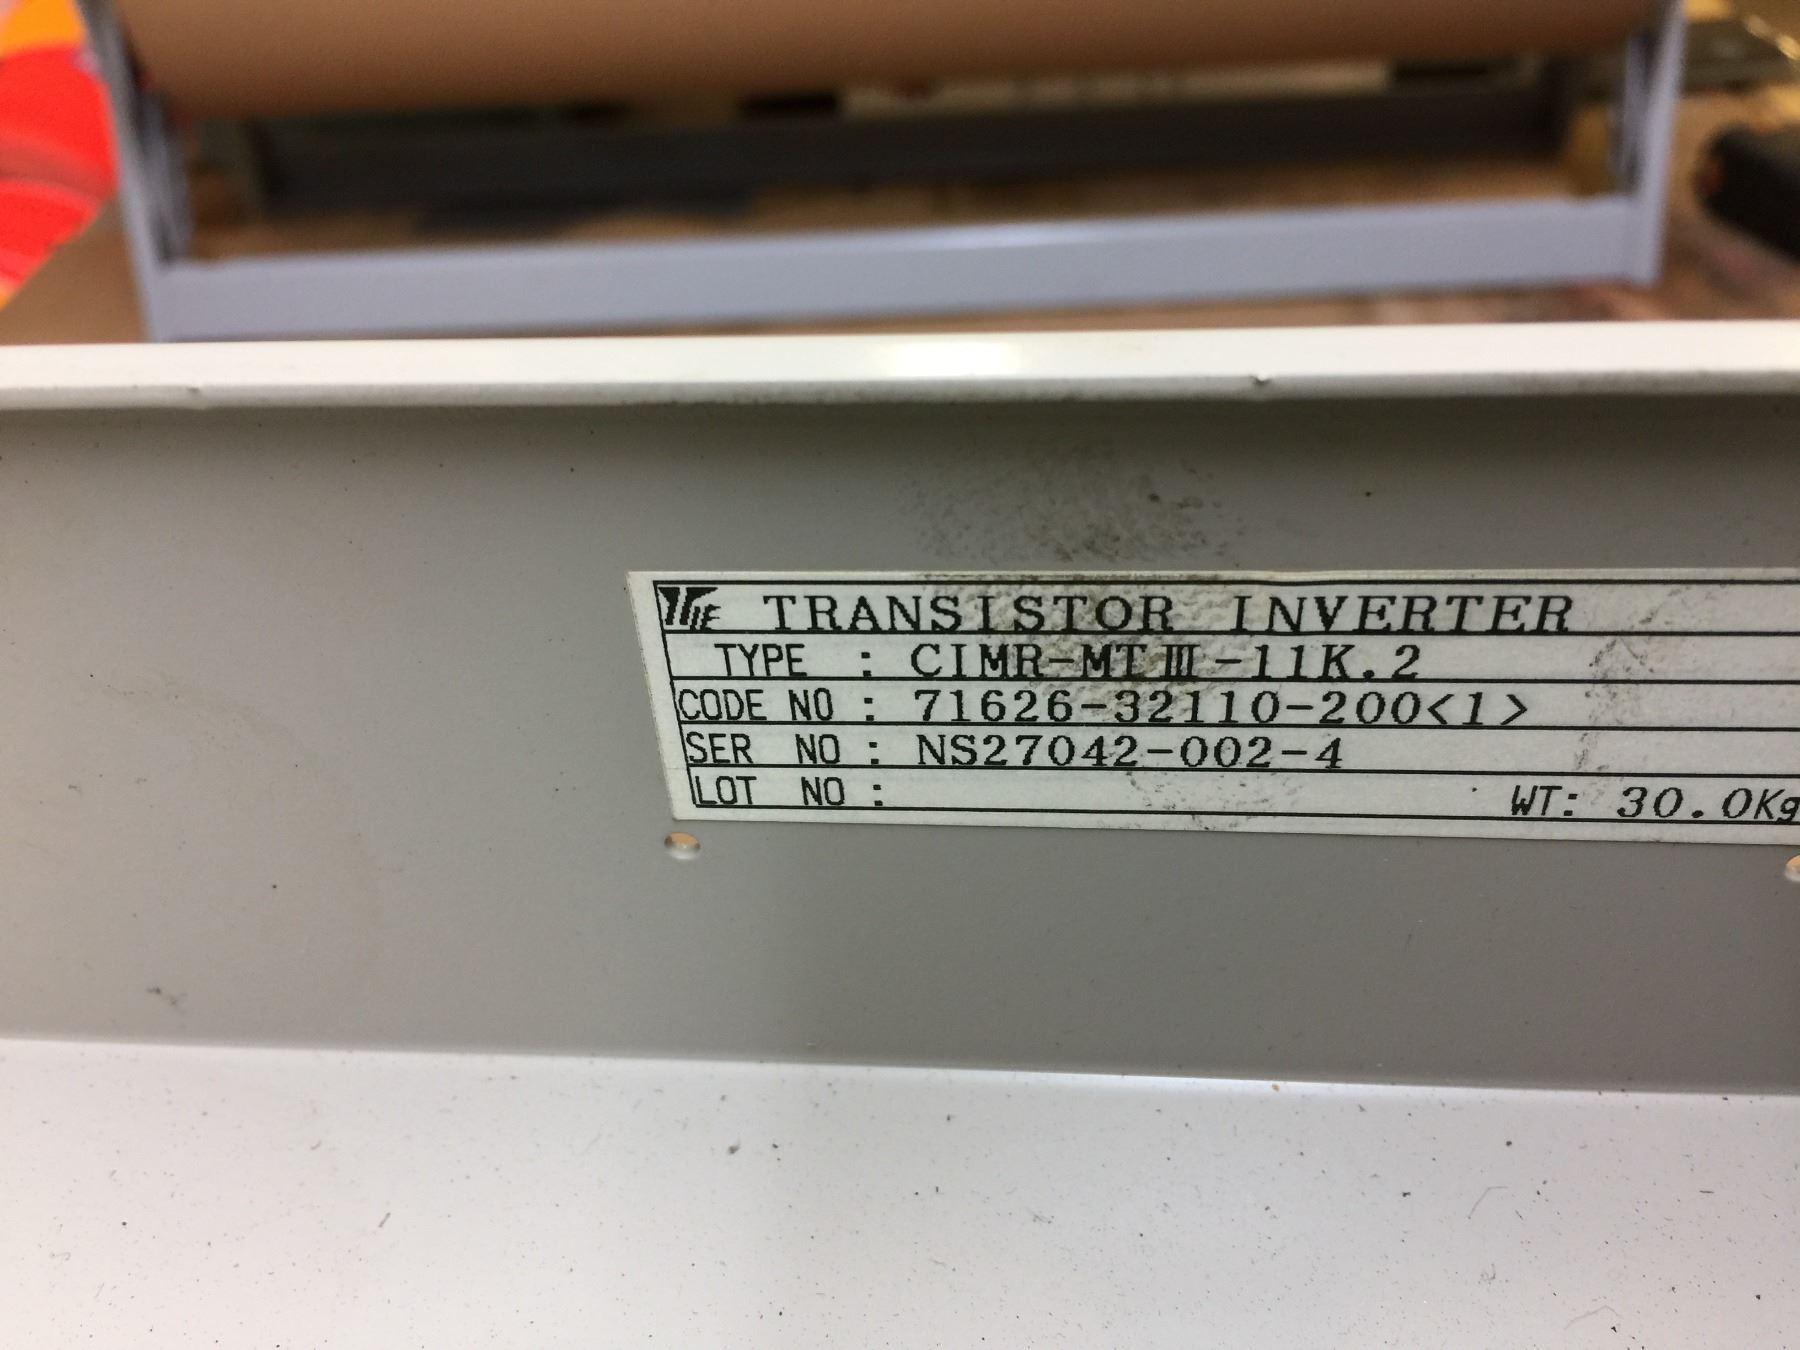 TRANSISTOR INVERTER
TYPE : CIMR-MTIII-11K.2
CODE NO : 71626-32110-200<1>
SER NO : NS27042-002-4
LOT NO :
WT: 30.0Kg